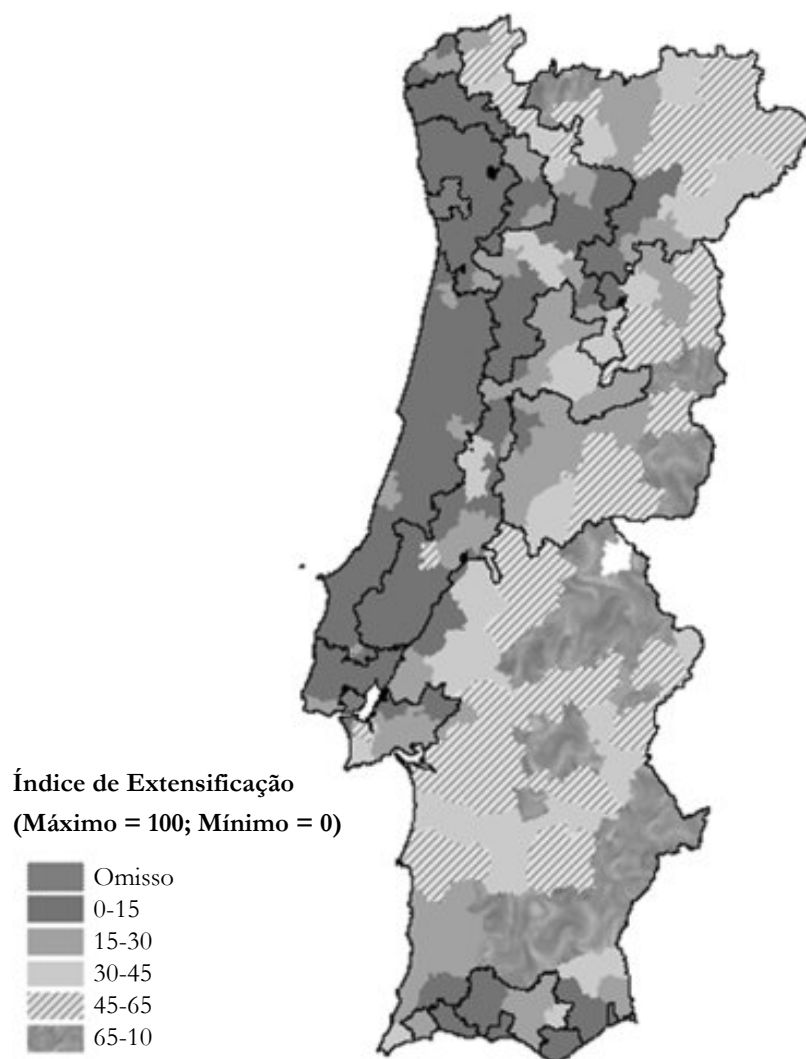 Índice de Extensificação
(Máximo = 100; Mínimo = 0)
Omisso
0-15
15-30
30-45
45-65
65-10